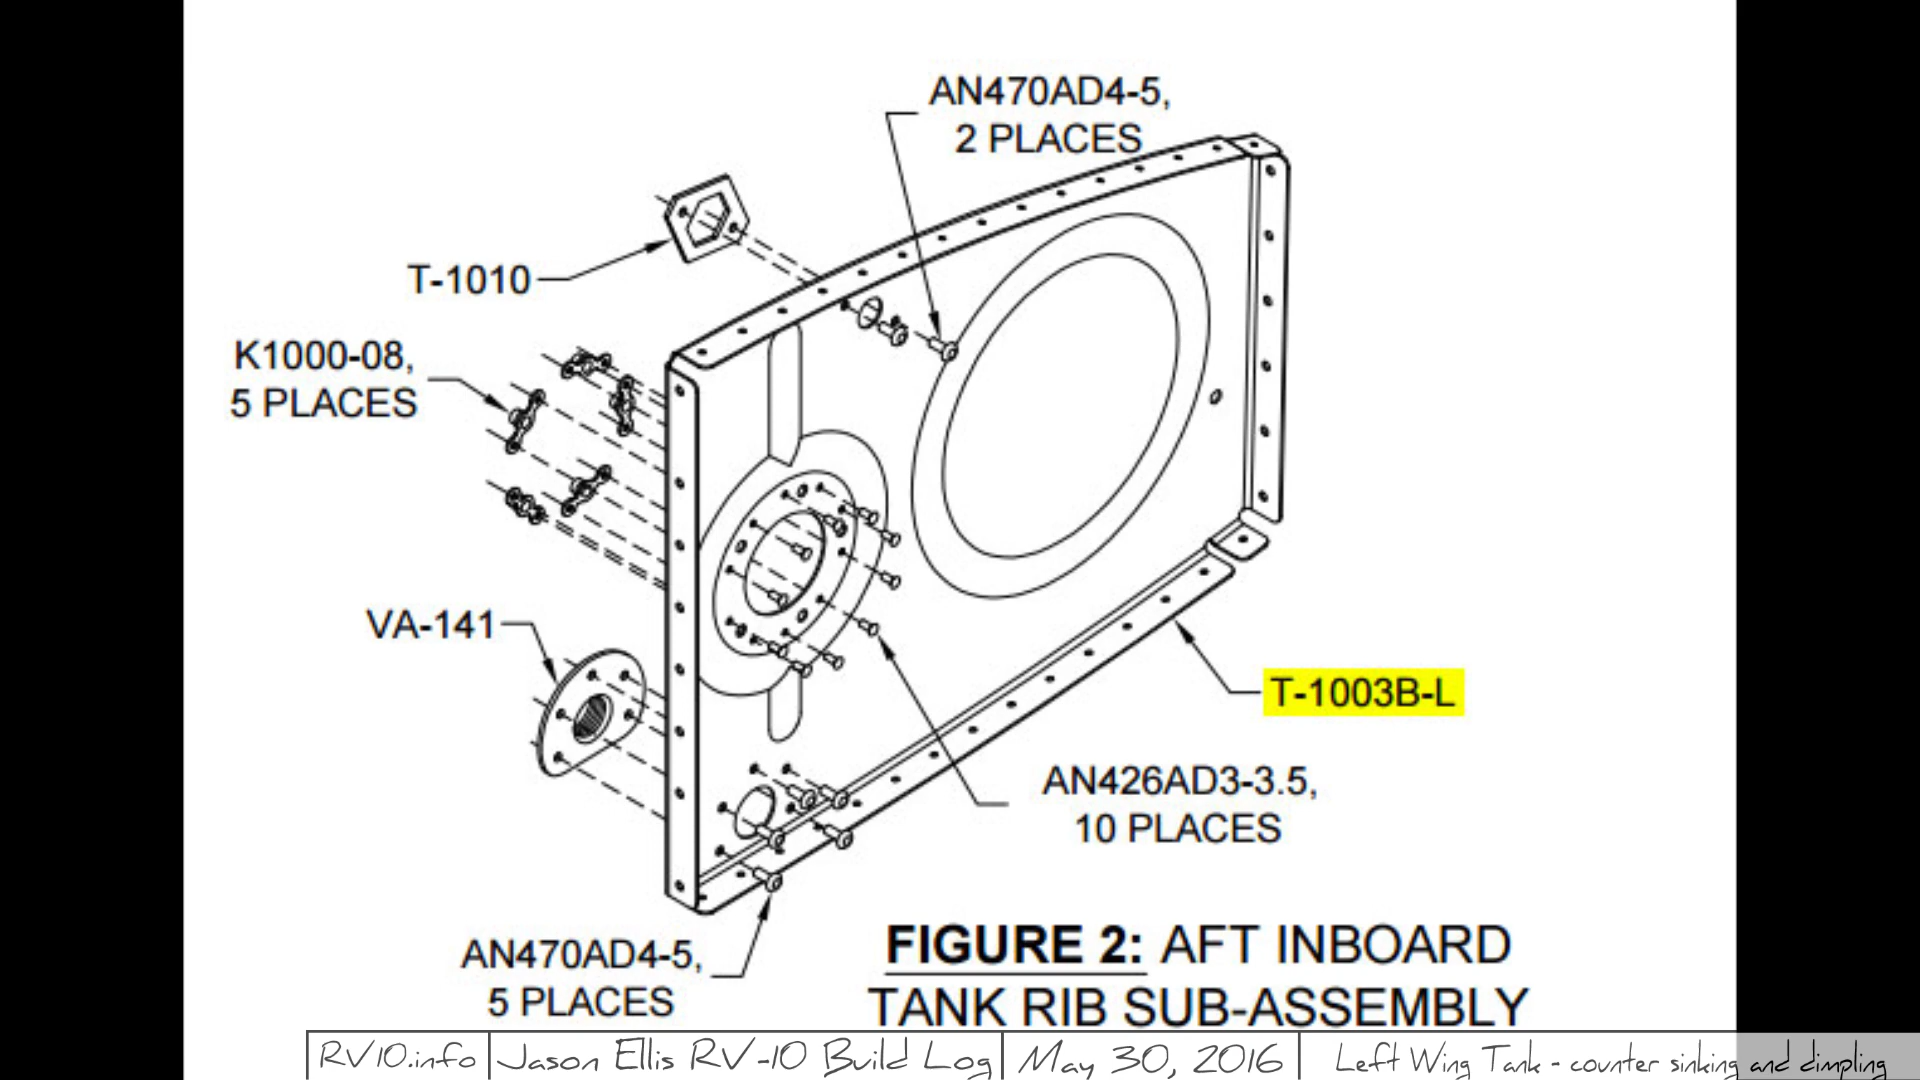 AN470AD4-5,
2 PLACES
T-1010
K1000-08,
5 PLACES
VA-141
T-1003B-L
AN426AD3-3.5,
10 PLACES
AN470AD4-5,
5 PLACES
FIGURE 2: AFT INBOARD
TANK RIB SUB-ASSEMBLY
RV10.info Jason Ellis RV-10 Build Log May 30, 2016 Left Wing Tank - counter sinking and dimpling